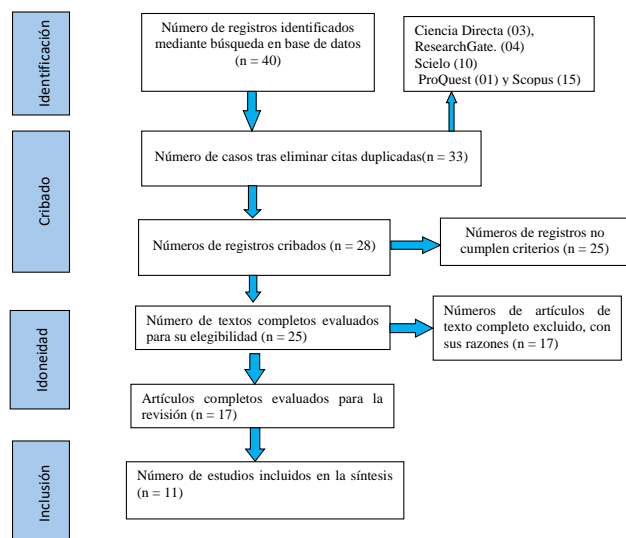 Identificación
Número de registros identificados
mediante búsqueda en base de datos
(n = 40)
Ciencia Directa (03),
ResearchGate. (04)
Scielo (10)
ProQuest (01) y Scopus (15)
Cribado
Número de casos tras eliminar citas duplicadas(n = 33)
Números de registros cribados (n = 28)
Números de registros no
cumplen criterios (n = 25)
Idoneidad
Número de textos completos evaluados
para su elegibilidad (n = 25)
Números de artículos de
texto completo excluido, con
sus razones (n = 17)
Artículos completos evaluados para la
revisión (n = 17)
Inclusión
Número de estudios incluidos en la síntesis
(n = 11)